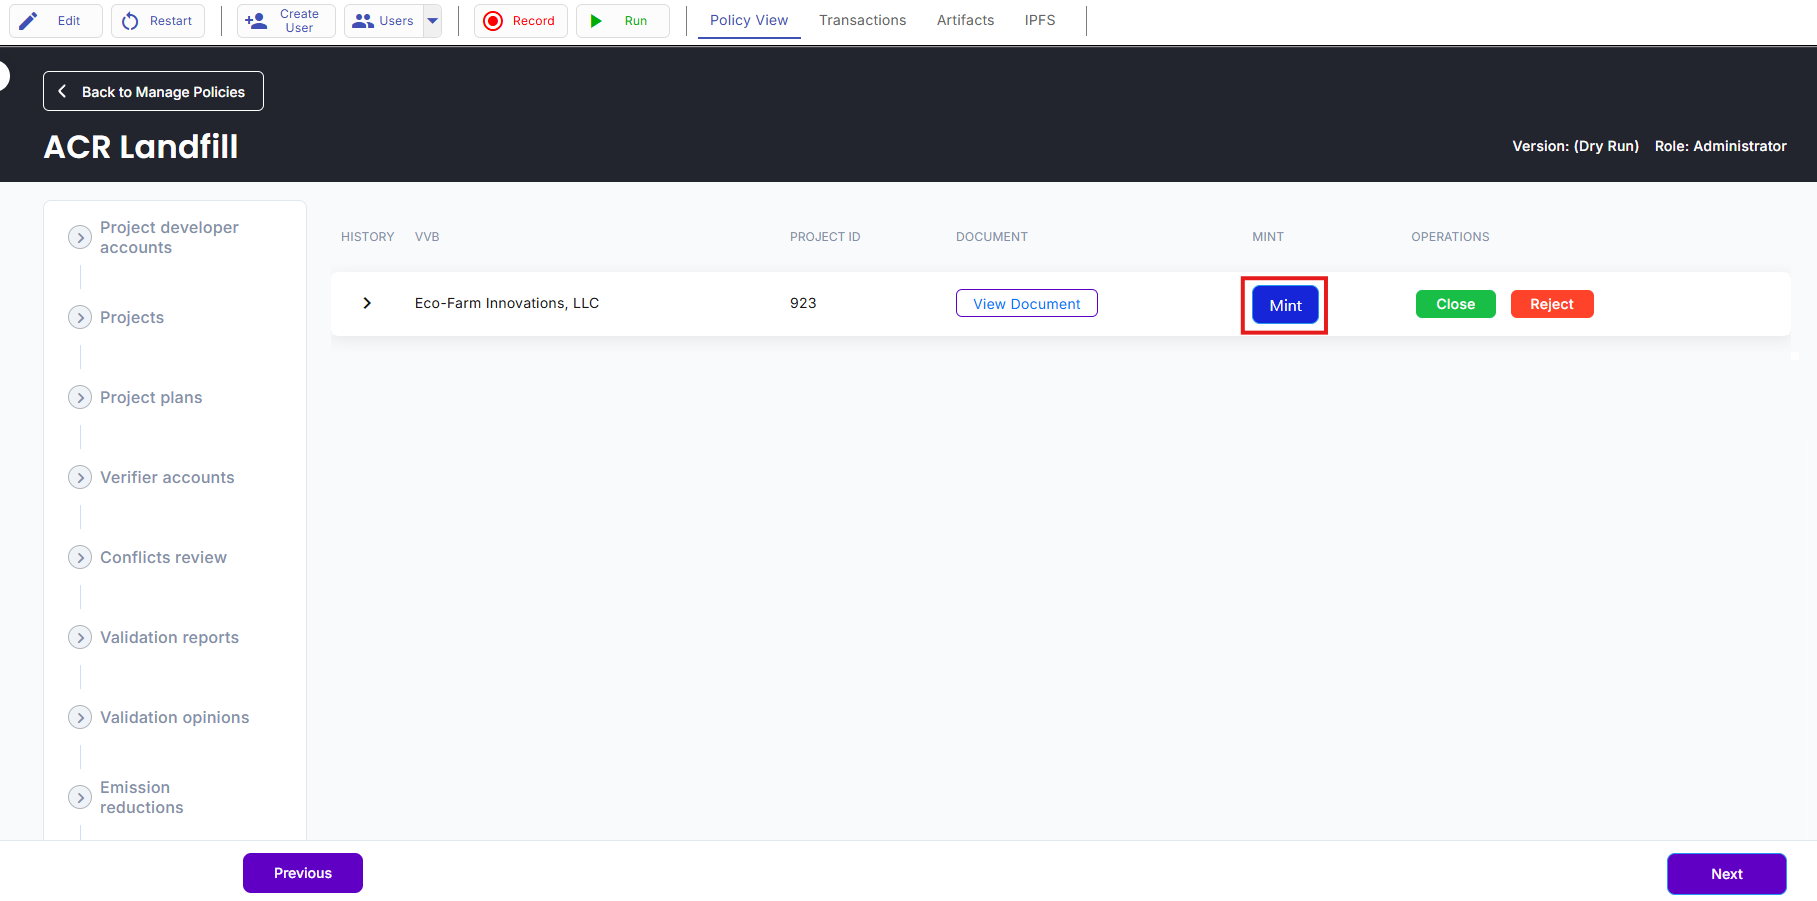 Edit
Restart
Create
User
Users
Record
Run
Policy View
Transactions
Artifacts
IPFS
Back to Manage Policies
ACR Landfill
Version: (Dry Run)
Role: Administrator
Project developer
accounts
Projects
Project plans
Verifier accounts
Conflicts review
Validation reports
Validation opinions
Emission
reductions
HISTORY
VVB
PROJECT ID
DOCUMENT
MINT
OPERATIONS
Eco-Farm Innovations, LLC
923
View Document
Mint
Close
Reject
Previous
Next